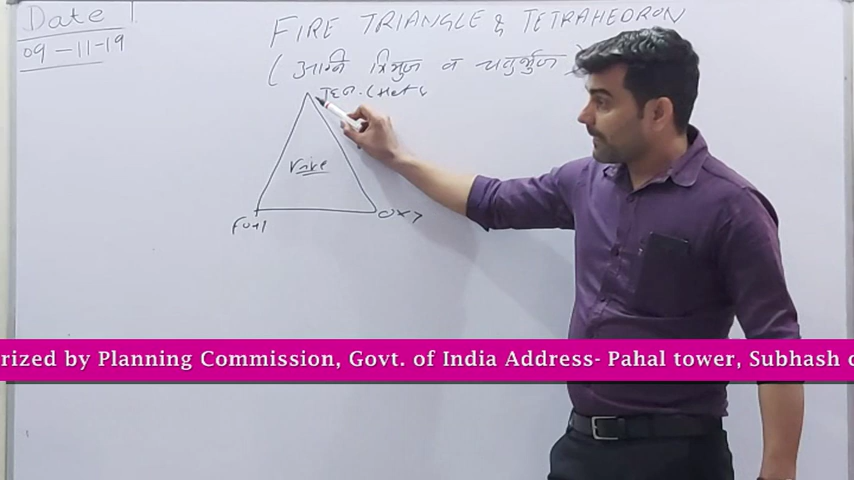 Date
09-11-19
FIRE TRIANGLE & TETRAHEDRON
(अग्नि त्रिभुज व चतुर्भुज)
Fire
Fuel
oxy
rized by Planning Commission, Govt. of India Address- Pahal tower, Subhash c